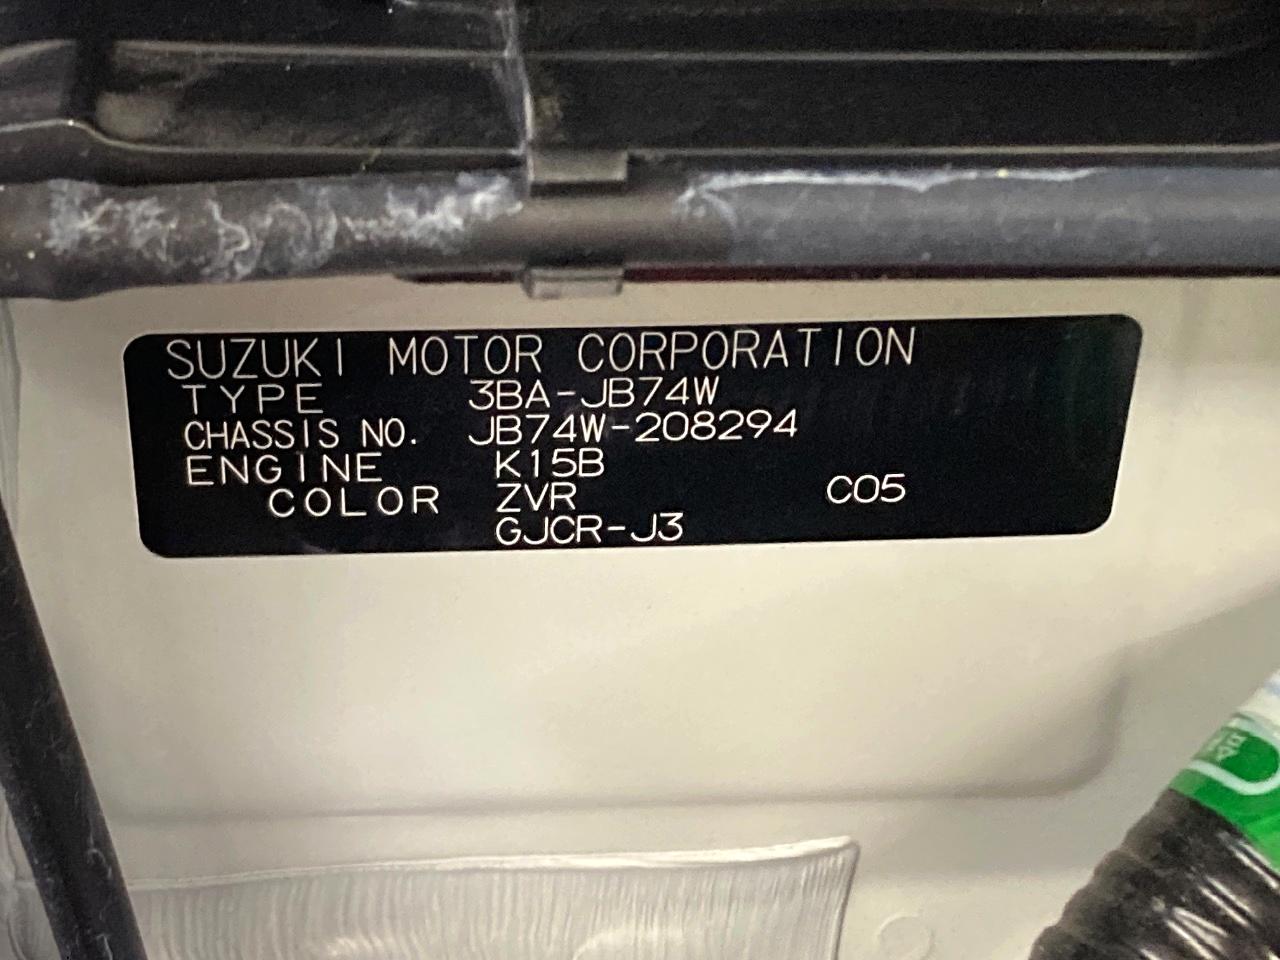 SUZUKI MOTOR CORPORATION
TYPE 3BA-JB74W
CHASSIS NO. JB74W-208294
ENGINE K15B
COLOR ZVR C05
GJCR-J3